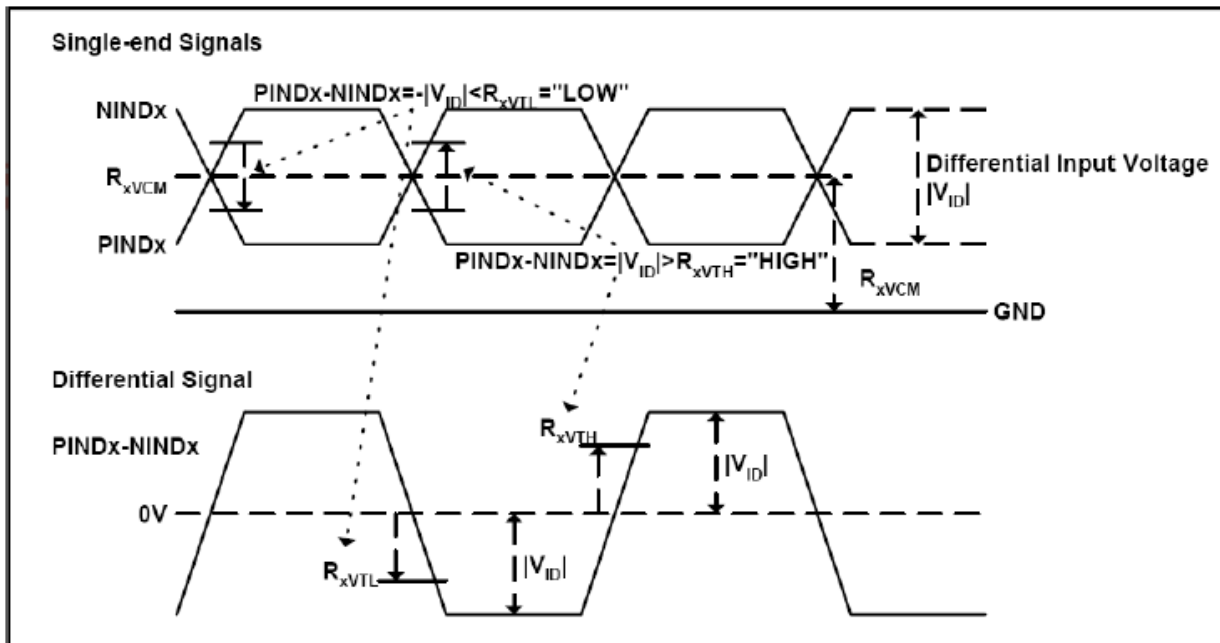 Single-end Signals
PINDx-NINDx=-|VID|<RxVTL="LOW"
NINDx
RxVCM
Differential Input Voltage
|VID|
PINDx
PINDx-NINDx=|VID|>RxVTH="HIGH"
RxVCM
GND
Differential Signal
PINDx-NINDx
RxVTH
|VID|
0V
RxVTL
|VID|